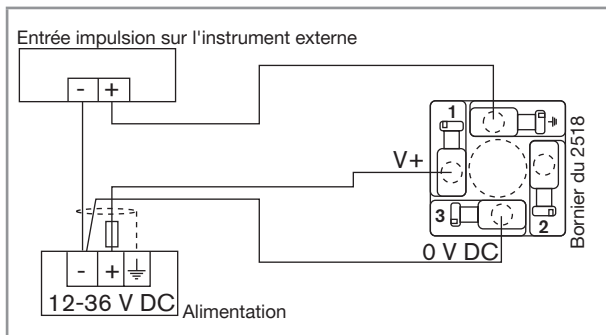 Entrée impulsion sur l'instrument externe
- +
1
V+
3
2
0 V DC
Bornier du 2518
- +
12-36 V DC
Alimentation